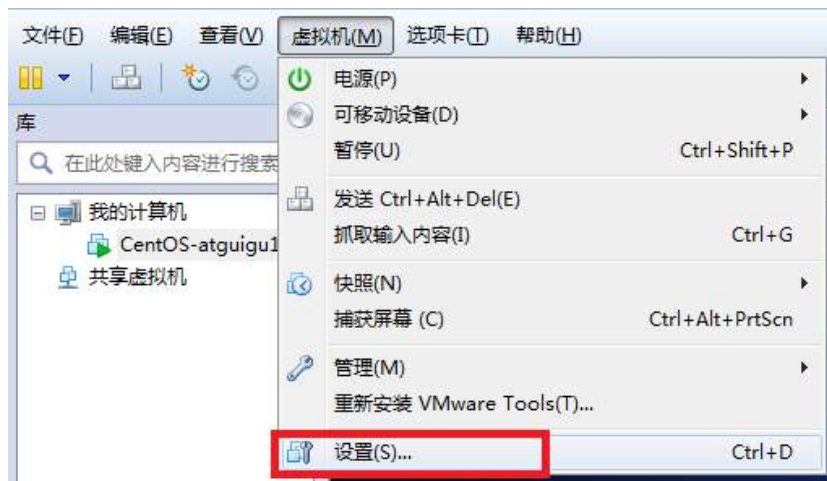 文件(F) 编辑(E) 查看(V) 虚拟机(M) 选项卡(T) 帮助(H)
库
在此处键入内容进行搜索
我的计算机
CentOS-atguigu1
共享虚拟机
电源(P)
可移动设备(D)
暂停(U) Ctrl+Shift+P
发送 Ctrl+Alt+Del(E)
抓取输入内容(I) Ctrl+G
快照(N)
捕获屏幕 (C) Ctrl+Alt+PrtScn
管理(M)
重新安装 VMware Tools(T)...
设置(S)... Ctrl+D